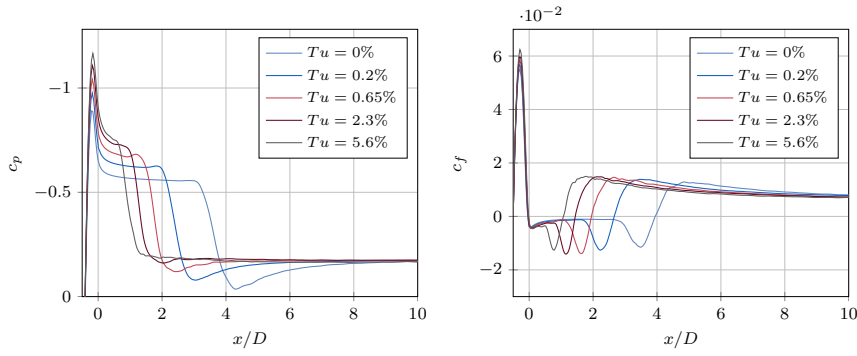 Tu = 0%
Tu = 0.2%
Tu = 0.65%
Tu = 2.3%
Tu = 5.6%
−1
−0.5
0
c_p
0 2 4 6 8 10
x/D
·10⁻²
Tu = 0%
Tu = 0.2%
Tu = 0.65%
Tu = 2.3%
Tu = 5.6%
6
4
2
0
−2
c_f
0 2 4 6 8 10
x/D